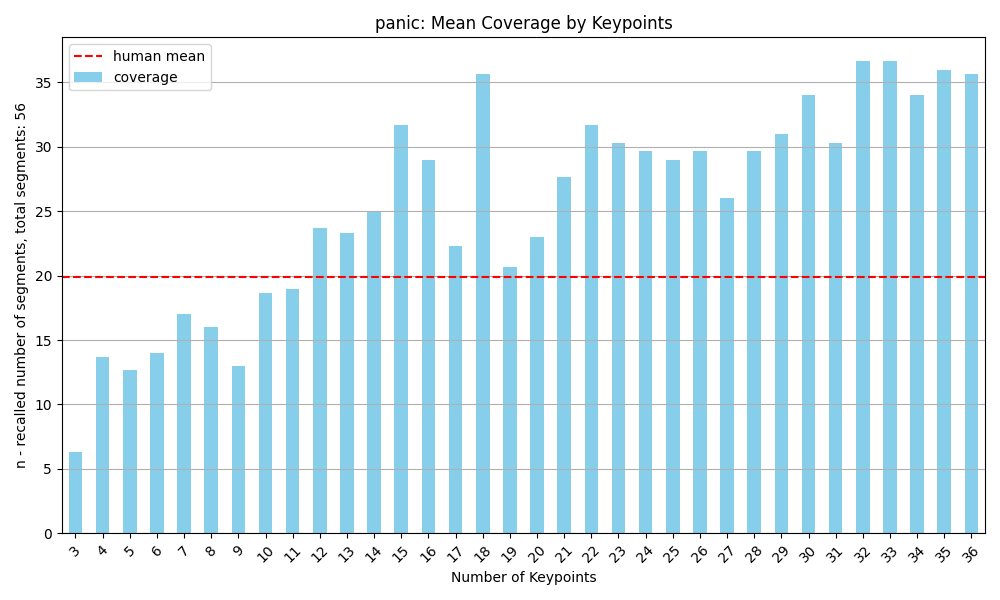 panic: Mean Coverage by Keypoints
human mean
coverage
n - recalled number of segments, total segments: 56
35
30
25
20
15
10
5
0
3 4 5 6 7 8 9 10 11 12 13 14 15 16 17 18 19 20 21 22 23 24 25 26 27 28 29 30 31 32 33 34 35 36
Number of Keypoints